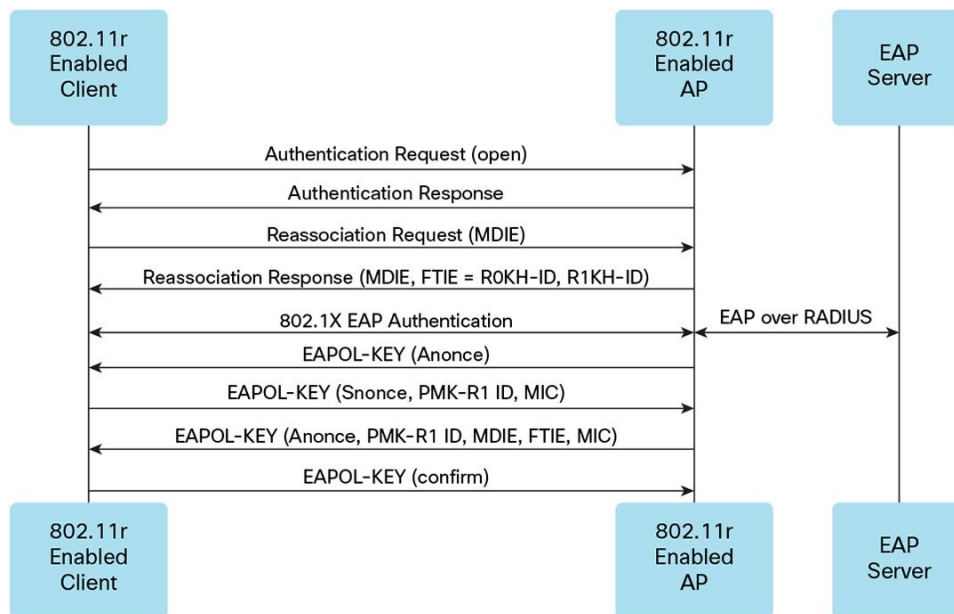 802.11r
Enabled
Client
802.11r
Enabled
AP
EAP
Server
Authentication Request (open)
Authentication Response
Reassociation Request (MDIE)
Reassociation Response (MDIE, FTIE = R0KH-ID, R1KH-ID)
802.1X EAP Authentication
EAP over RADIUS
EAPOL-KEY (Anonce)
EAPOL-KEY (Snonce, PMK-R1 ID, MIC)
EAPOL-KEY (Anonce, PMK-R1 ID, MDIE, FTIE, MIC)
EAPOL-KEY (confirm)
802.11r
Enabled
Client
802.11r
Enabled
AP
EAP
Server